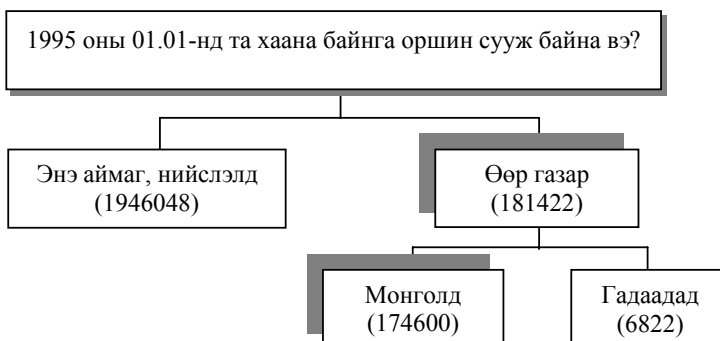 1995 оны 01.01-нд та хаана байнга оршин сууж байна вэ?
Энэ аймаг, нийслэлд
(1946048)
Өөр газар
(181422)
Монголд
(174600)
Гадаадад
(6822)